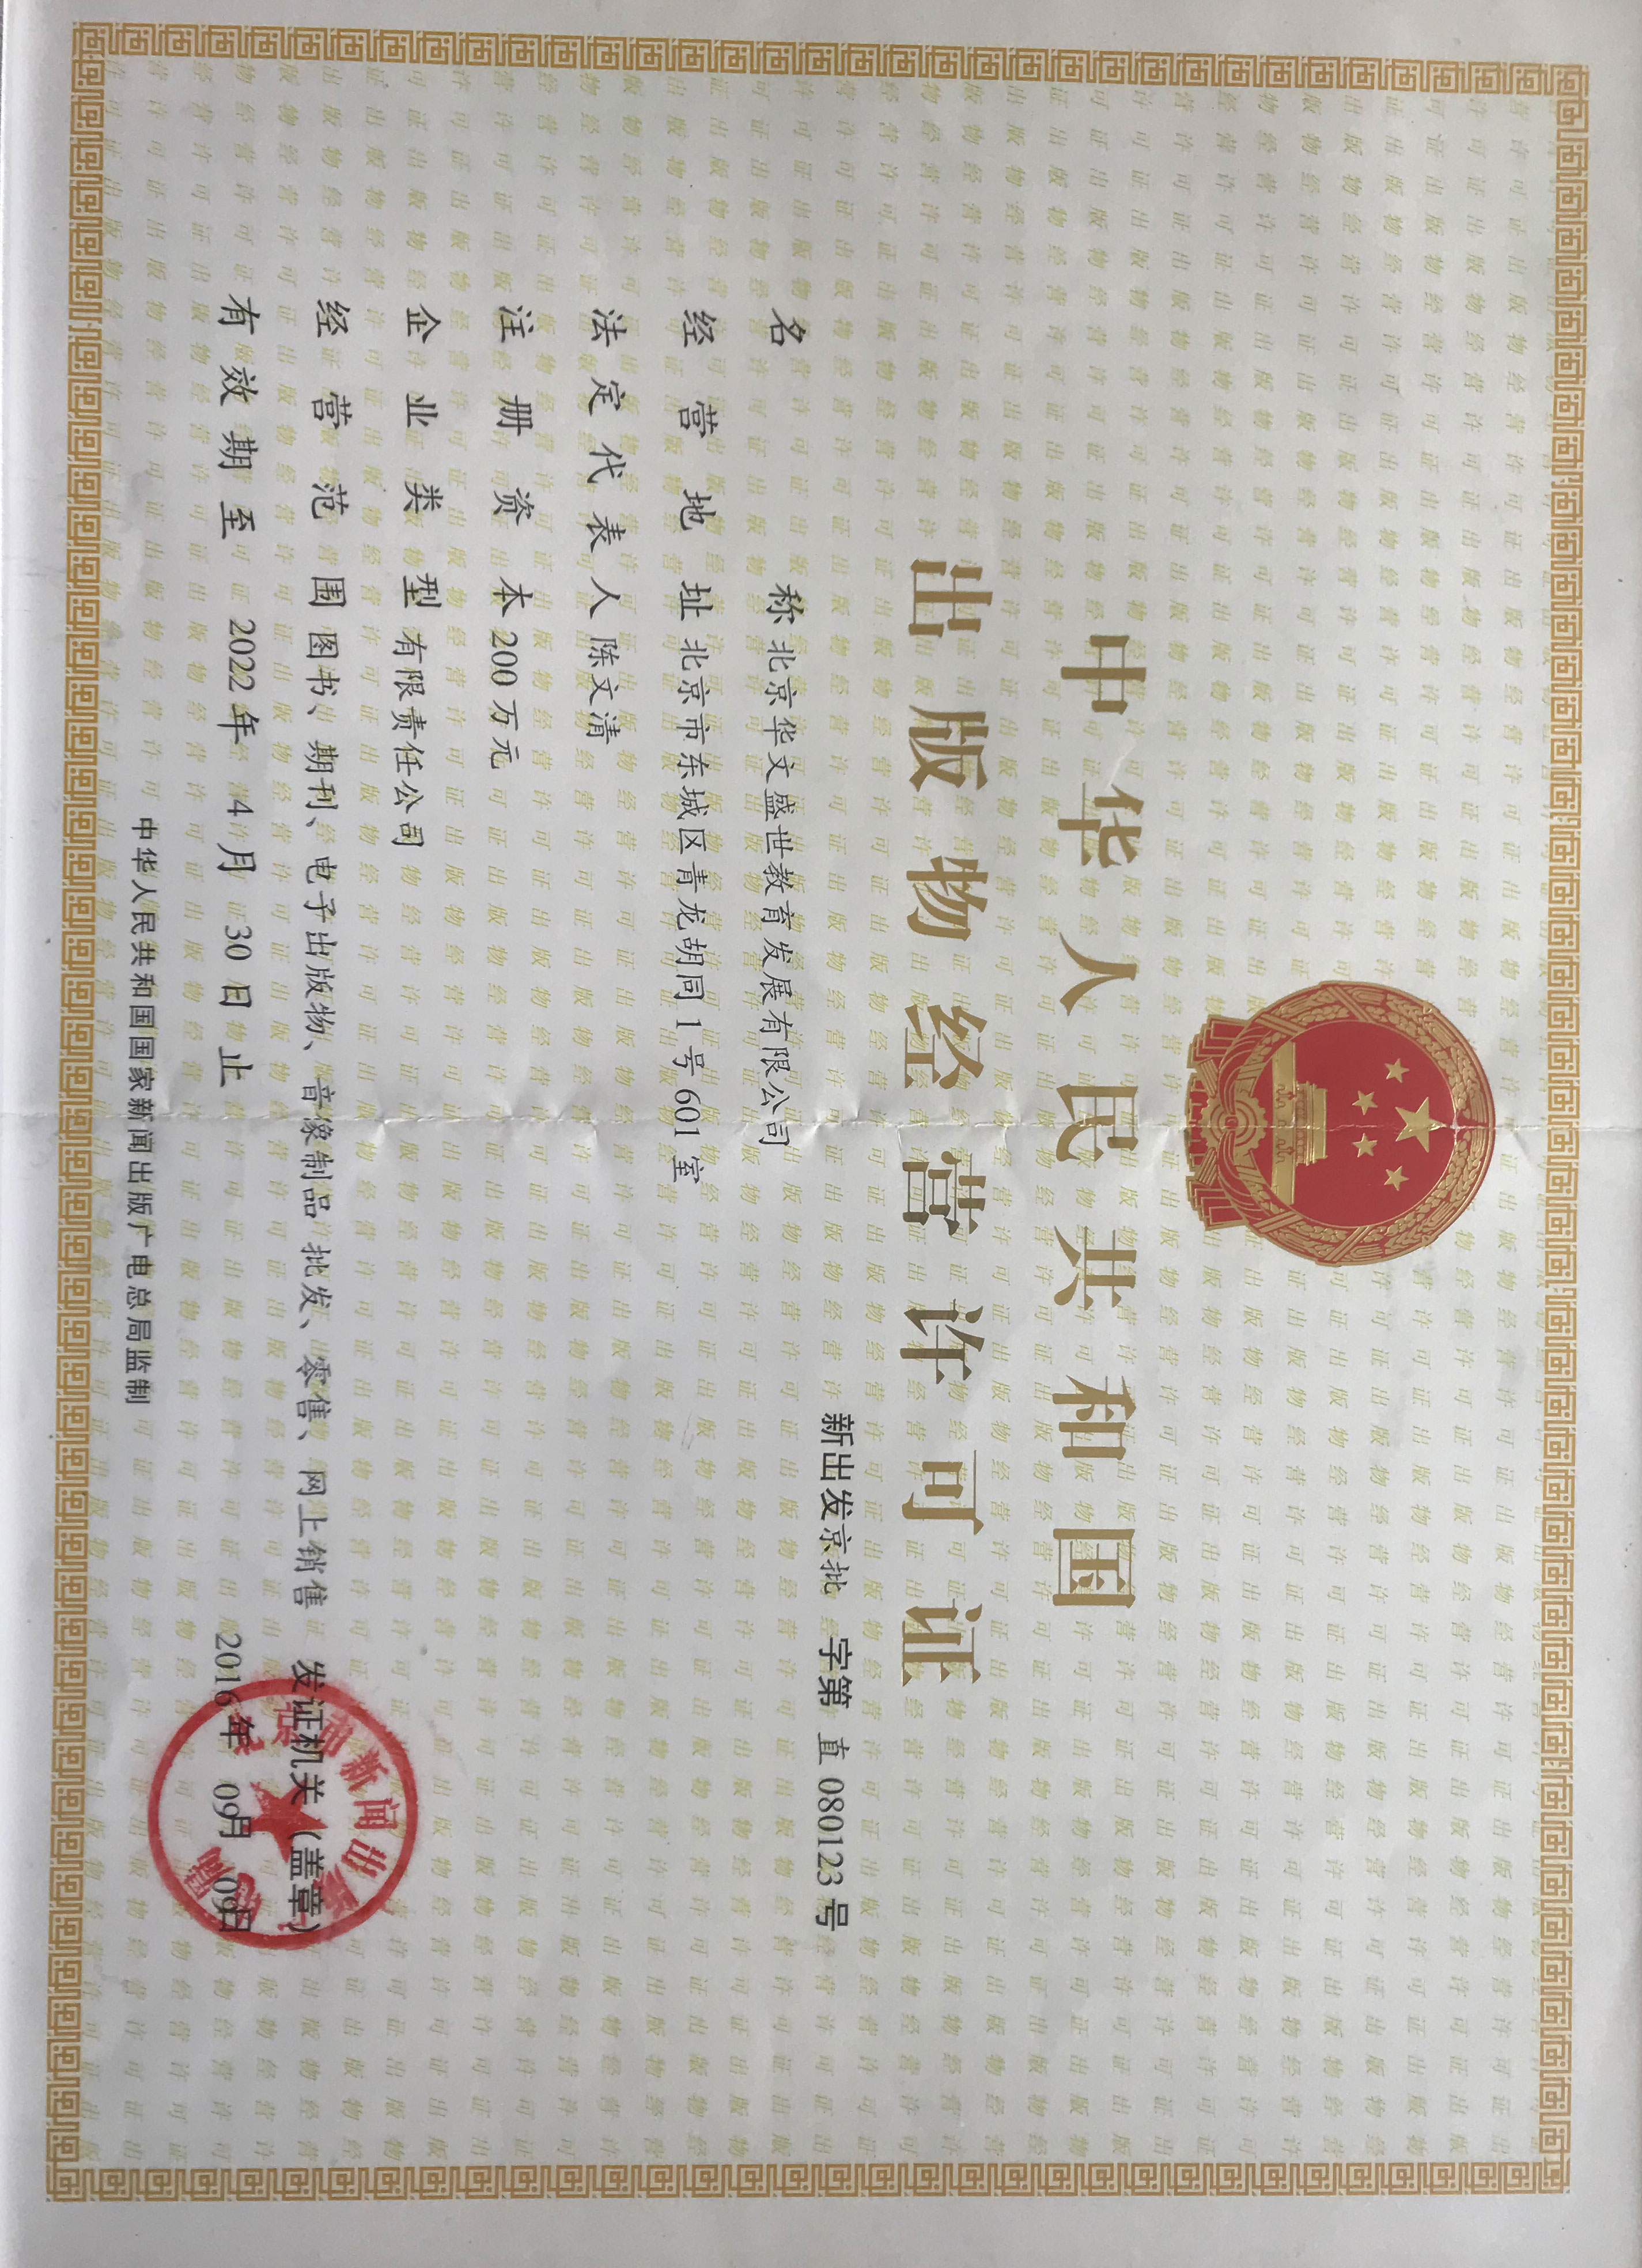 中华人民共和国
出版物经营许可证
新出发京批 字第 直080123号
名称 北京华文盛世教育发展有限公司
经营地址 北京市东城区青龙胡同1号601室
法定代表人 陈文清
注册资本 200万元
企业类型 有限责任公司
经营范围 图书、期刊、电子出版物、音像制品 批发、零售、网上销售
发证机关（盖章）
有效期至 2022年 4月 30日止
2016年 09月 09日
中华人民共和国国家新闻出版广电总局监制